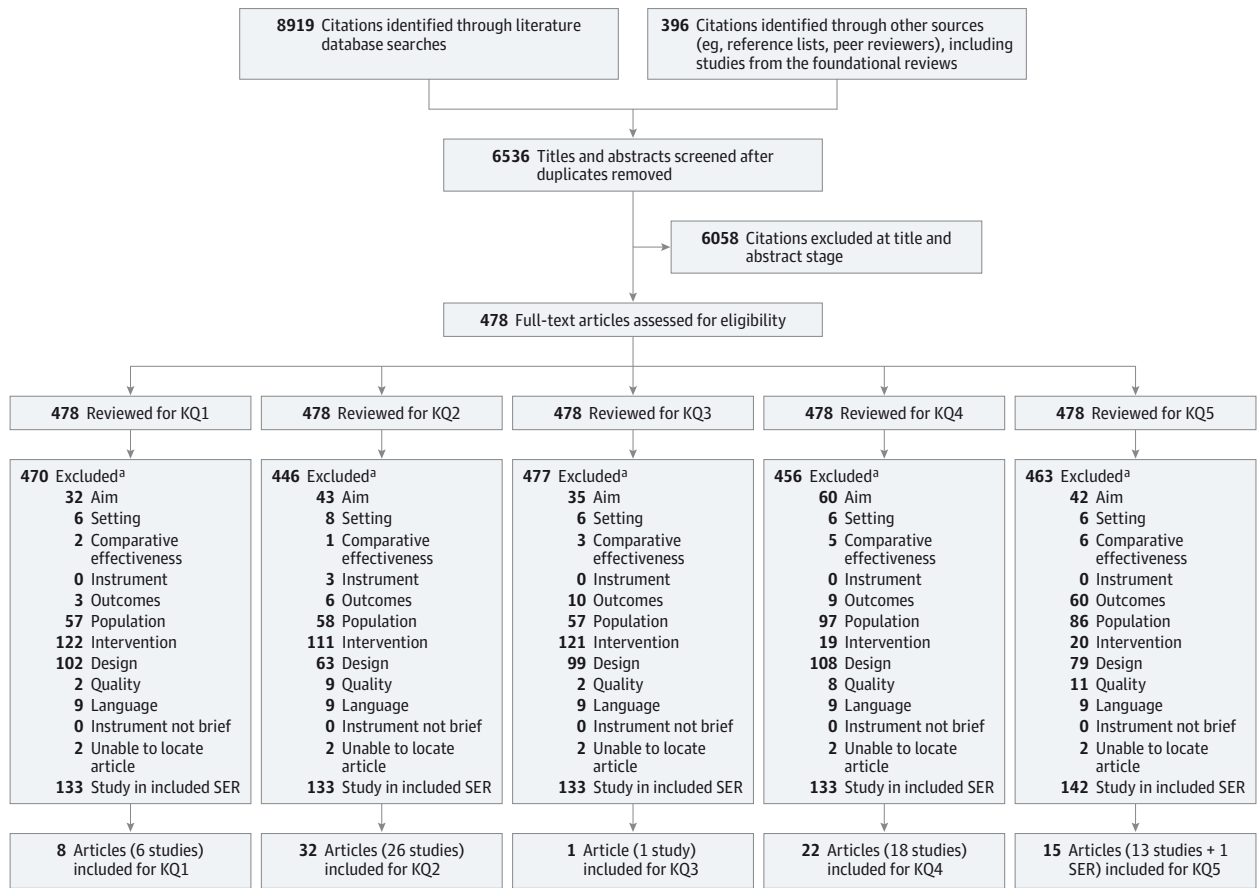 8919 Citations identified through literature
database searches
396 Citations identified through other sources
(eg, reference lists, peer reviewers), including
studies from the foundational reviews
6536 Titles and abstracts screened after
duplicates removed
6058 Citations excluded at title and
abstract stage
478 Full-text articles assessed for eligibility
478 Reviewed for KQ1
478 Reviewed for KQ2
478 Reviewed for KQ3
478 Reviewed for KQ4
478 Reviewed for KQ5
470 Excludedᵃ
32 Aim
6 Setting
2 Comparative
effectiveness
0 Instrument
3 Outcomes
57 Population
122 Intervention
102 Design
2 Quality
9 Language
0 Instrument not brief
2 Unable to locate
article
133 Study in included SER
446 Excludedᵃ
43 Aim
8 Setting
1 Comparative
effectiveness
3 Instrument
6 Outcomes
58 Population
111 Intervention
63 Design
9 Quality
9 Language
0 Instrument not brief
2 Unable to locate
article
133 Study in included SER
477 Excludedᵃ
35 Aim
6 Setting
3 Comparative
effectiveness
0 Instrument
10 Outcomes
57 Population
121 Intervention
99 Design
2 Quality
9 Language
0 Instrument not brief
2 Unable to locate
article
133 Study in included SER
456 Excludedᵃ
60 Aim
6 Setting
5 Comparative
effectiveness
0 Instrument
9 Outcomes
97 Population
19 Intervention
108 Design
8 Quality
9 Language
0 Instrument not brief
2 Unable to locate
article
133 Study in included SER
463 Excludedᵃ
42 Aim
6 Setting
6 Comparative
effectiveness
0 Instrument
60 Outcomes
86 Population
20 Intervention
79 Design
11 Quality
9 Language
0 Instrument not brief
2 Unable to locate
article
142 Study in included SER
8 Articles (6 studies)
included for KQ1
32 Articles (26 studies)
included for KQ2
1 Article (1 study)
included for KQ3
22 Articles (18 studies)
included for KQ4
15 Articles (13 studies + 1
SER) included for KQ5